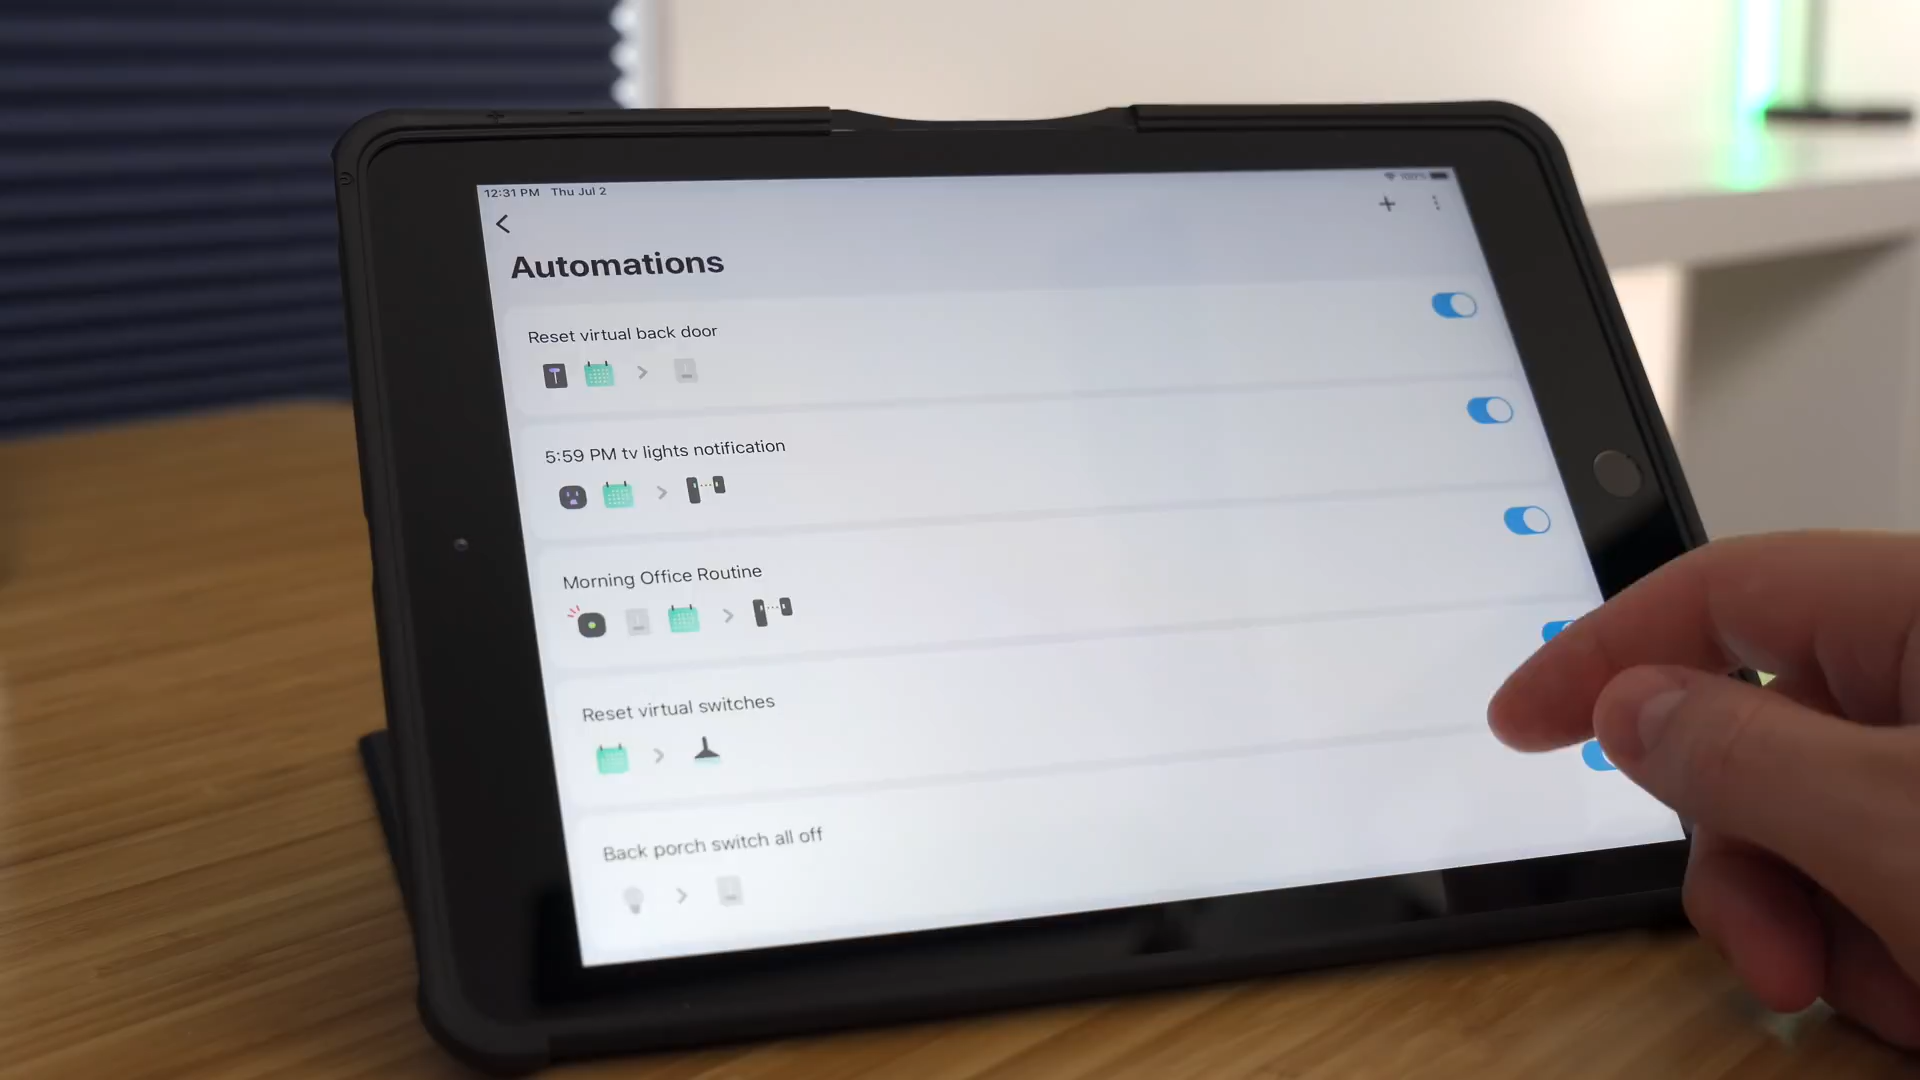 12:31 PM Thu Jul 2
100%
Automations
Reset virtual back door
5:59 PM tv lights notification
Morning Office Routine
Reset virtual switches
Back porch switch all off